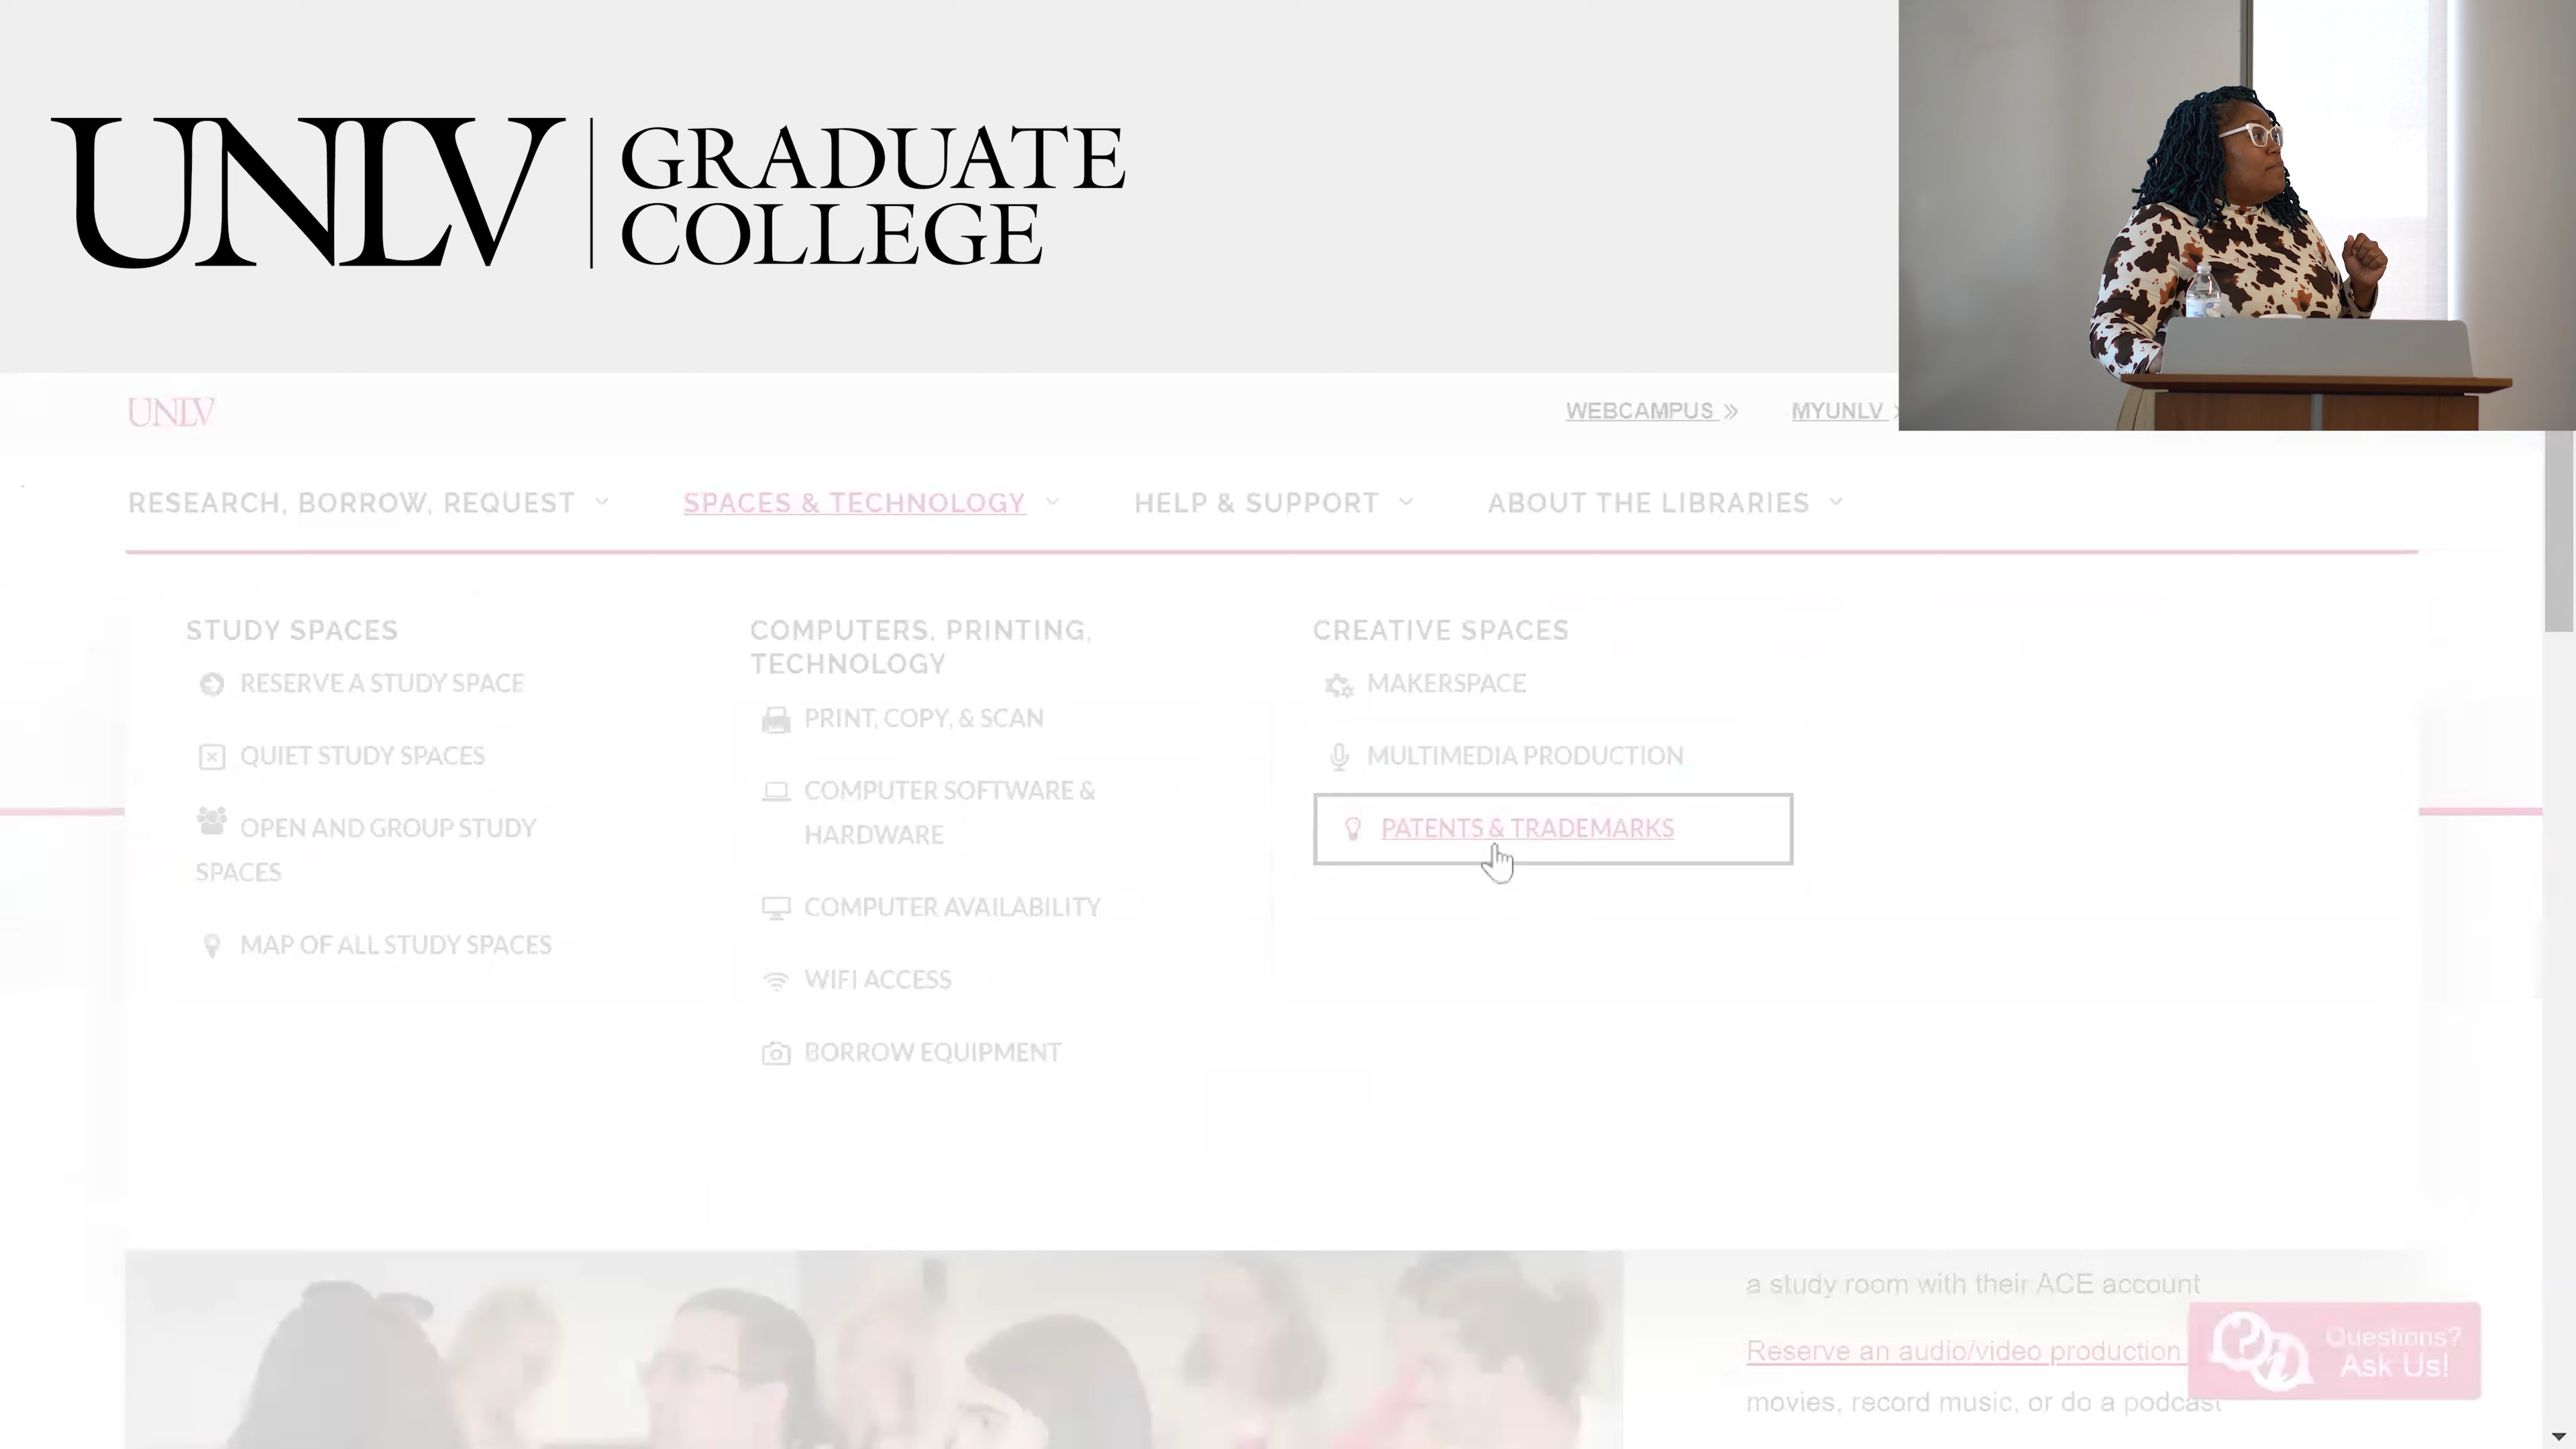 UNLV
GRADUATE
COLLEGE
UNLV
WEBCAMPUS »
MYUNLV
RESEARCH, BORROW, REQUEST
SPACES & TECHNOLOGY
HELP & SUPPORT
ABOUT THE LIBRARIES
STUDY SPACES
RESERVE A STUDY SPACE
QUIET STUDY SPACES
OPEN AND GROUP STUDY
SPACES
MAP OF ALL STUDY SPACES
COMPUTERS, PRINTING,
TECHNOLOGY
PRINT, COPY, & SCAN
COMPUTER SOFTWARE &
HARDWARE
COMPUTER AVAILABILITY
WIFI ACCESS
BORROW EQUIPMENT
CREATIVE SPACES
MAKERSPACE
MULTIMEDIA PRODUCTION
PATENTS & TRADEMARKS
a study room with their ACE account
Reserve an audio/video production
movies, record music, or do a podcast
Questions?
Ask Us!